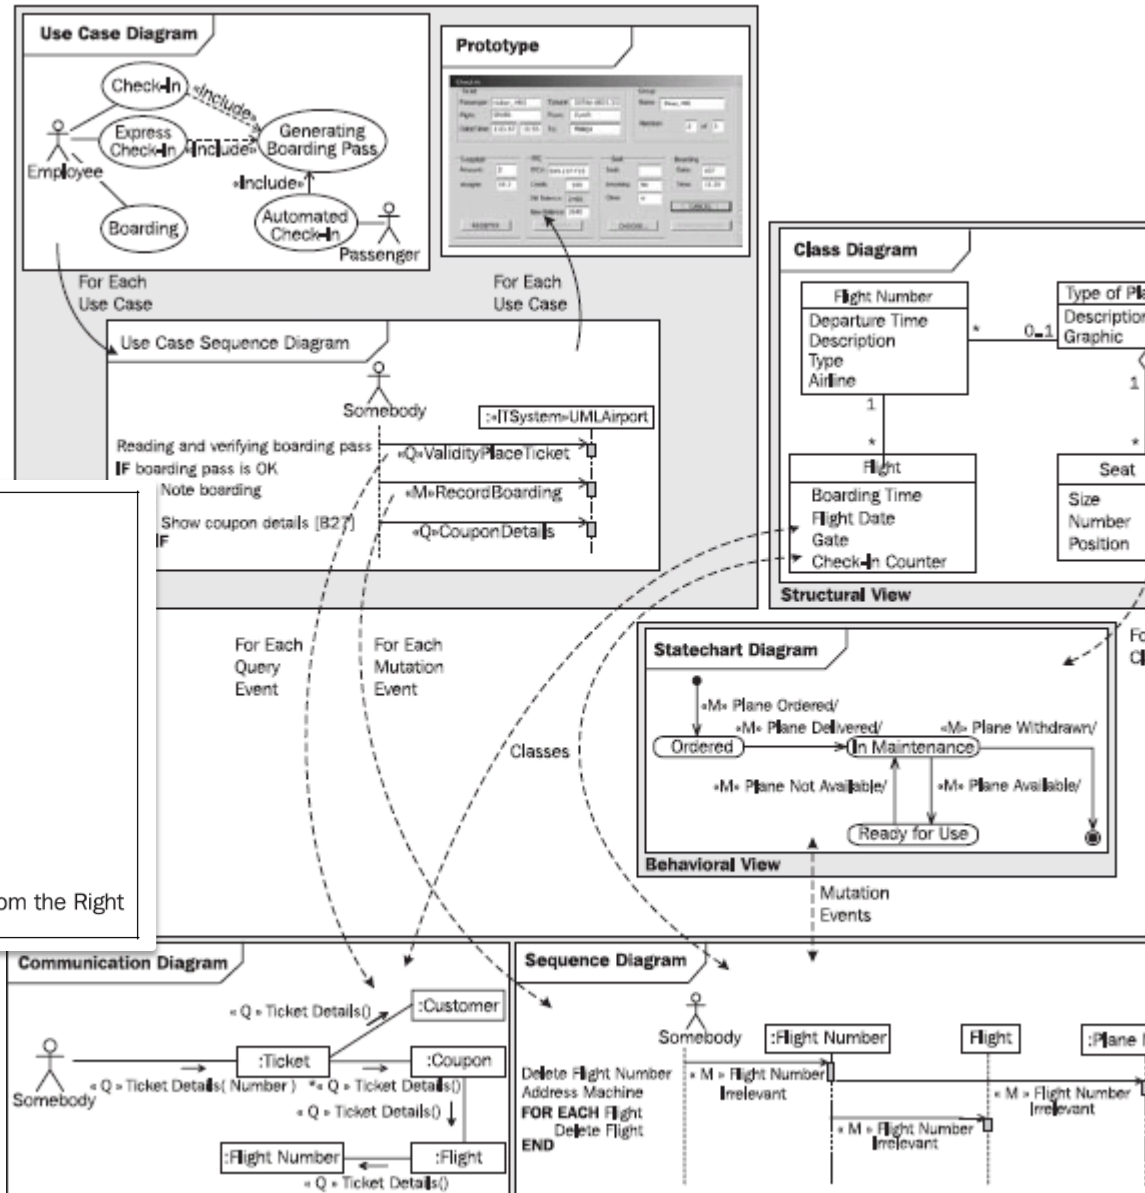 Use Case Diagram
Check-In
«Include»
Express
Check-In
«Include»
Generating
Boarding Pass
Employee
«Include»
Boarding
Automated
Check-In
Passenger
Prototype
For Each
Use Case
For Each
Use Case
Use Case Sequence Diagram
Somebody
:«ITSystem»UMLAirport
Reading and verifying boarding pass
«Q»ValidityPlaceTicket
IF boarding pass is OK
Note boarding
«M»RecordBoarding
Show coupon details [B27]
«Q»CouponDetails
IF
om the Right
Class Diagram
Flight Number
Departure Time
Description
Type
Airline
*
0..1
Type of Pla
Description
Graphic
1
1
*
*
Flight
Boarding Time
Flight Date
Gate
Check-In Counter
Seat
Size
Number
Position
Structural View
For Each
Query
Event
For Each
Mutation
Event
Classes
Fo
Cl
Statechart Diagram
«M» Plane Ordered/
«M» Plane Delivered/
«M» Plane Withdrawn/
Ordered
In Maintenance
«M» Plane Not Available/
«M» Plane Available/
Ready for Use
Behavioral View
Mutation
Events
Communication Diagram
« Q » Ticket Details()
:Customer
:Ticket
:Coupon
Somebody
« Q » Ticket Details( Number )
*« Q » Ticket Details()
« Q » Ticket Details()
:Flight Number
:Flight
« Q » Ticket Details()
Sequence Diagram
Somebody
:Flight Number
Flight
:Plane
Delete Flight Number
Address Machine
FOR EACH Flight
Delete Flight
END
« M » Flight Number
Irrelevant
« M » Flight Number
Irrelevant
« M » Flight Number
Irrelevant